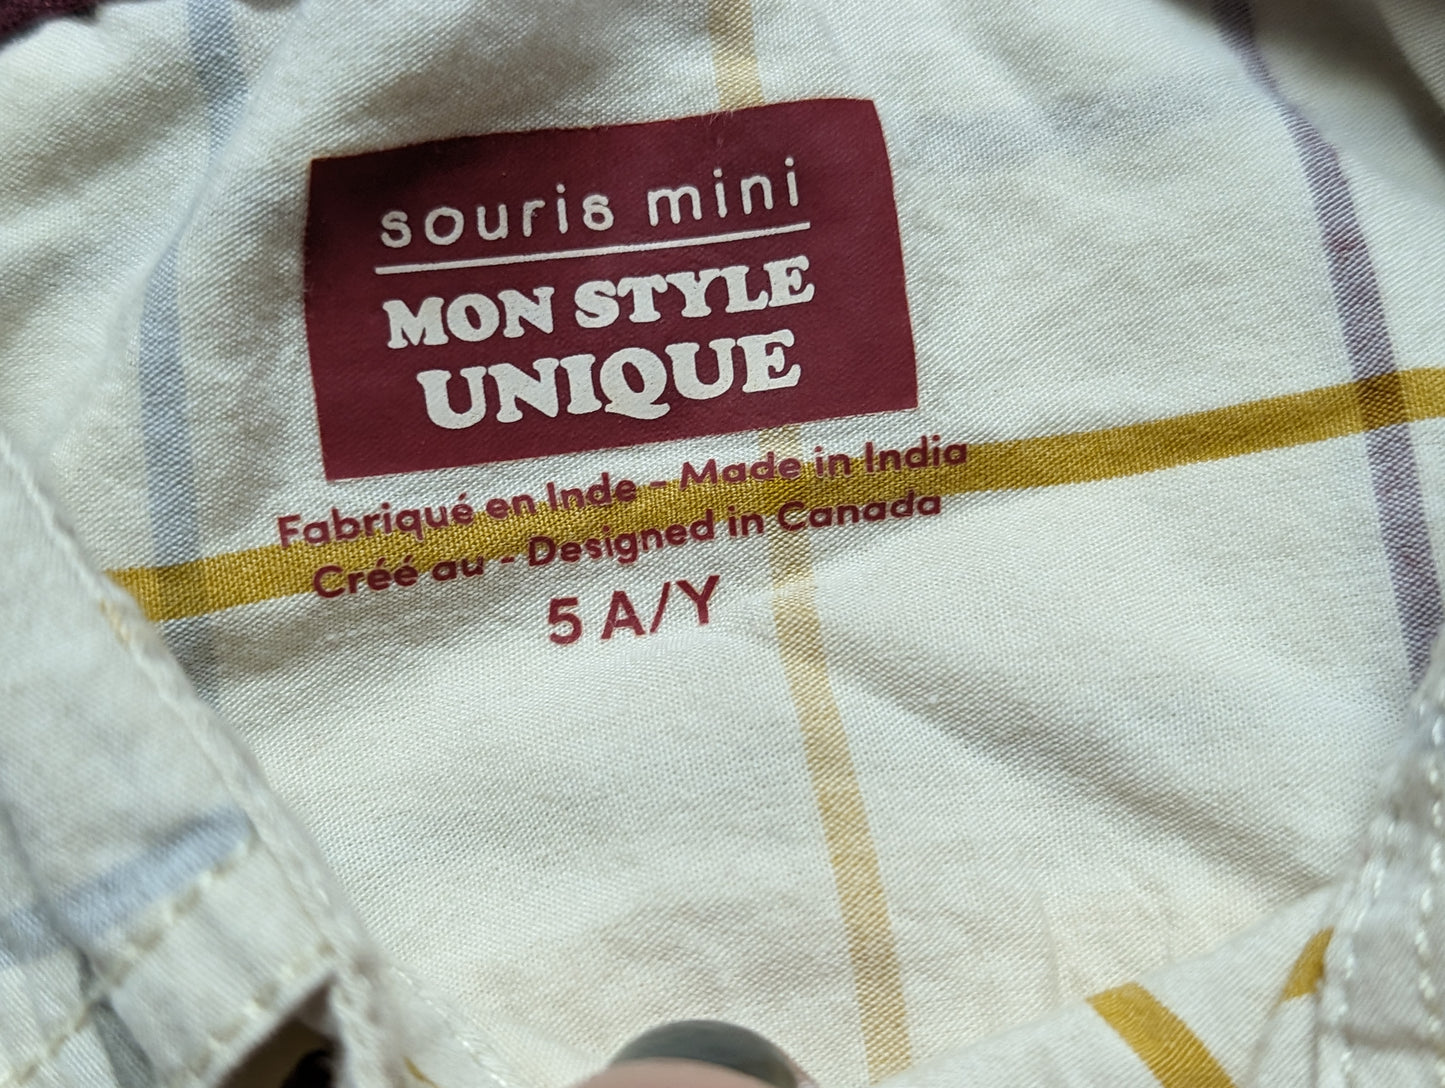 souris mini
MON STYLE
UNIQUE
Fabriqué en Inde - Made in India
Créé au - Designed in Canada
5 A/Y